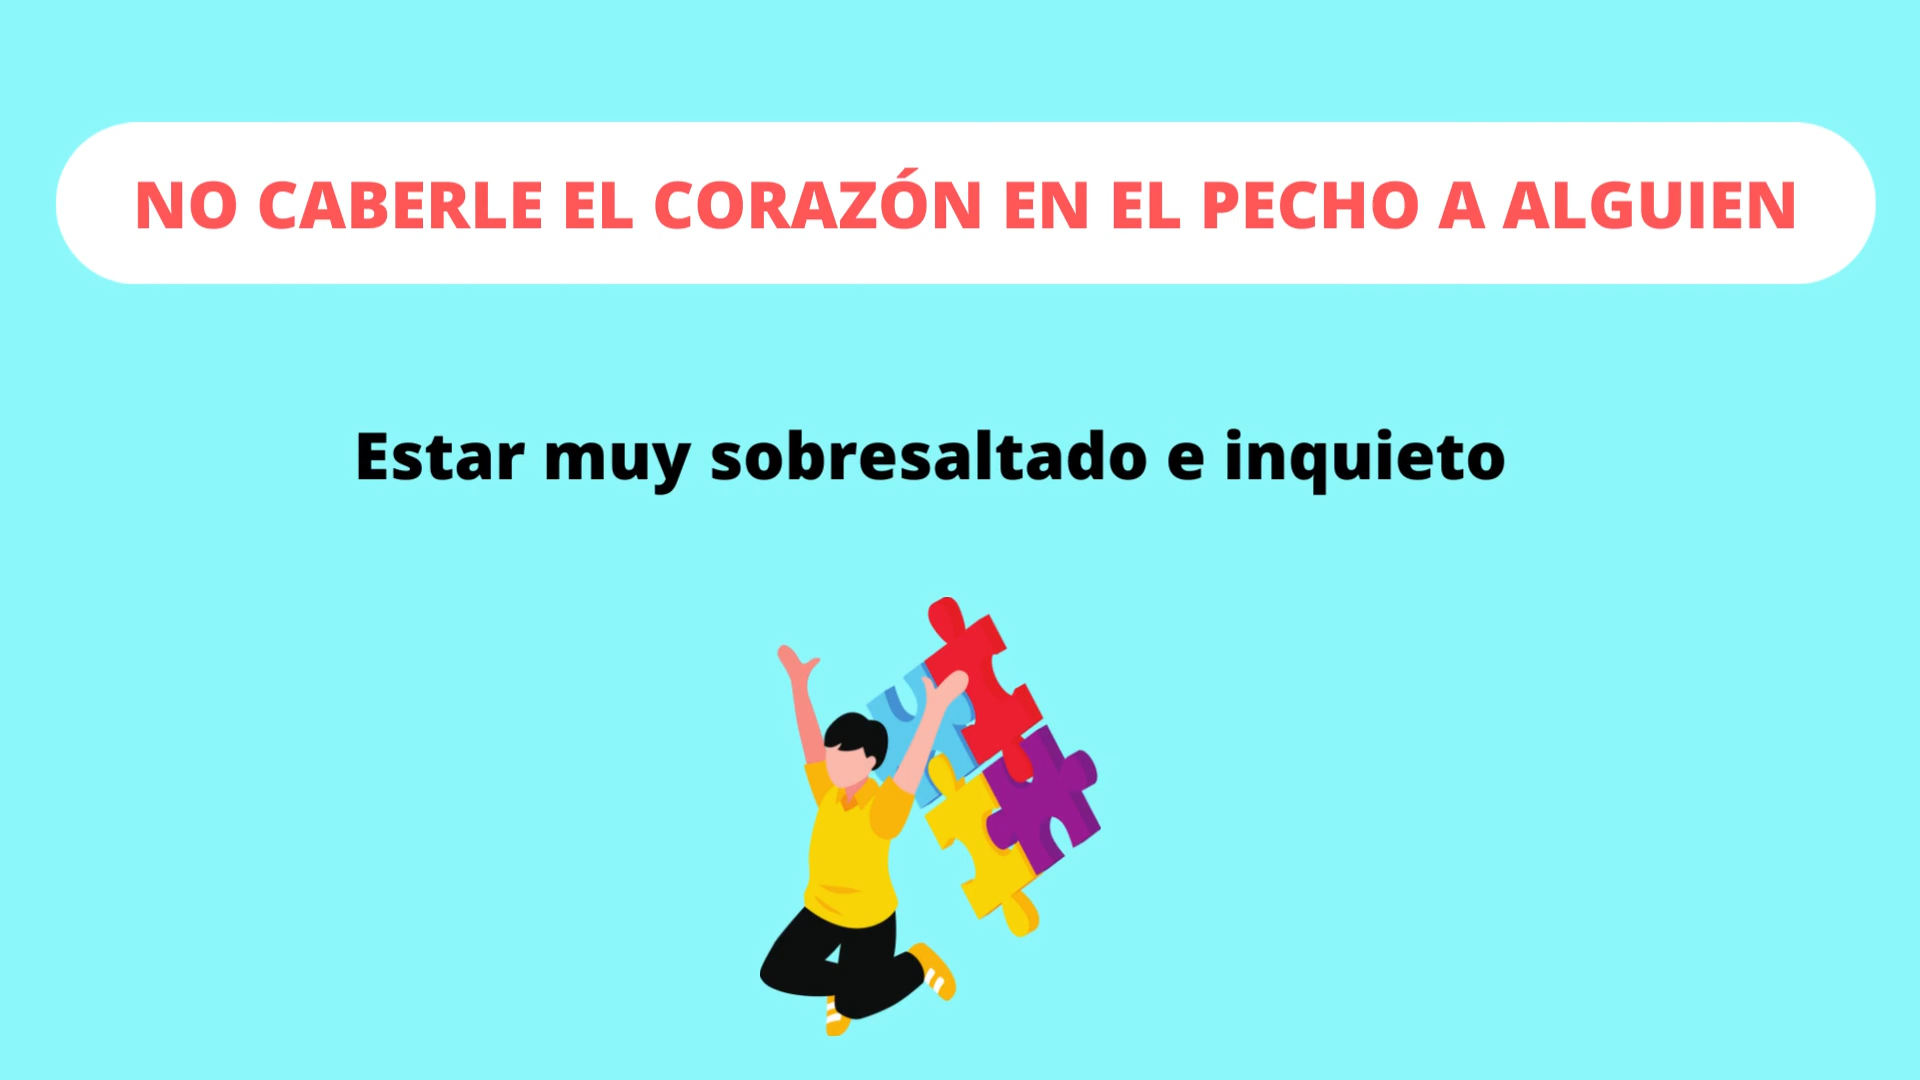 NO CABERLE EL CORAZÓN EN EL PECHO A ALGUIEN
Estar muy sobresaltado e inquieto